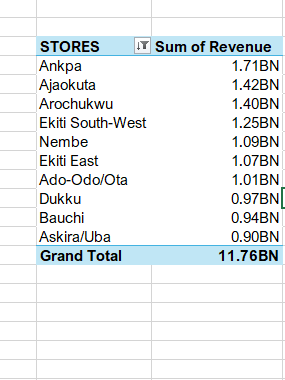 STORES Sum of Revenue
Ankpa 1.71BN
Ajaokuta 1.42BN
Arochukwu 1.40BN
Ekiti South-West 1.25BN
Nembe 1.09BN
Ekiti East 1.07BN
Ado-Odo/Ota 1.01BN
Dukku 0.97BN
Bauchi 0.94BN
Askira/Uba 0.90BN
Grand Total 11.76BN